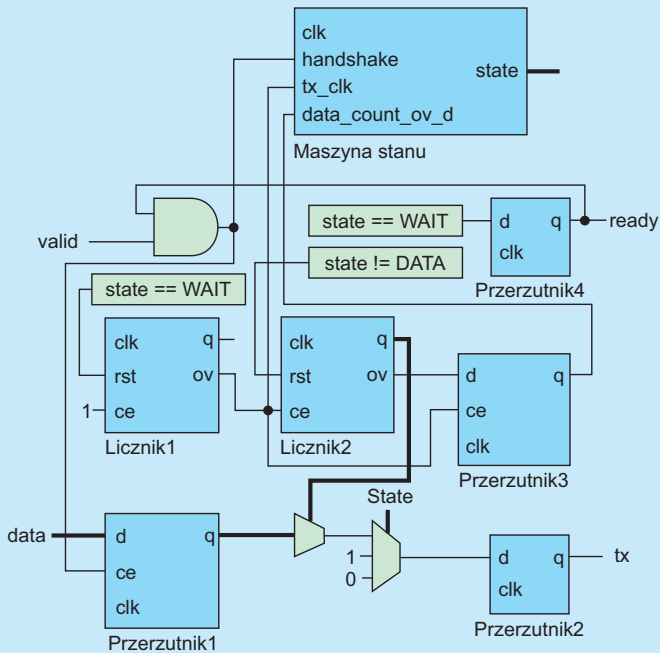 clk
handshake
tx_clk
data_count_ov_d
state
Maszyna stanu
valid
state == WAIT
d
q
clk
ready
Przerzutnik4
state != DATA
state == WAIT
clk
q
rst
ov
1
ce
Licznik1
clk
q
rst
ov
ce
Licznik2
d
q
ce
clk
Przerzutnik3
State
data
d
q
ce
clk
Przerzutnik1
1
0
d
q
clk
tx
Przerzutnik2